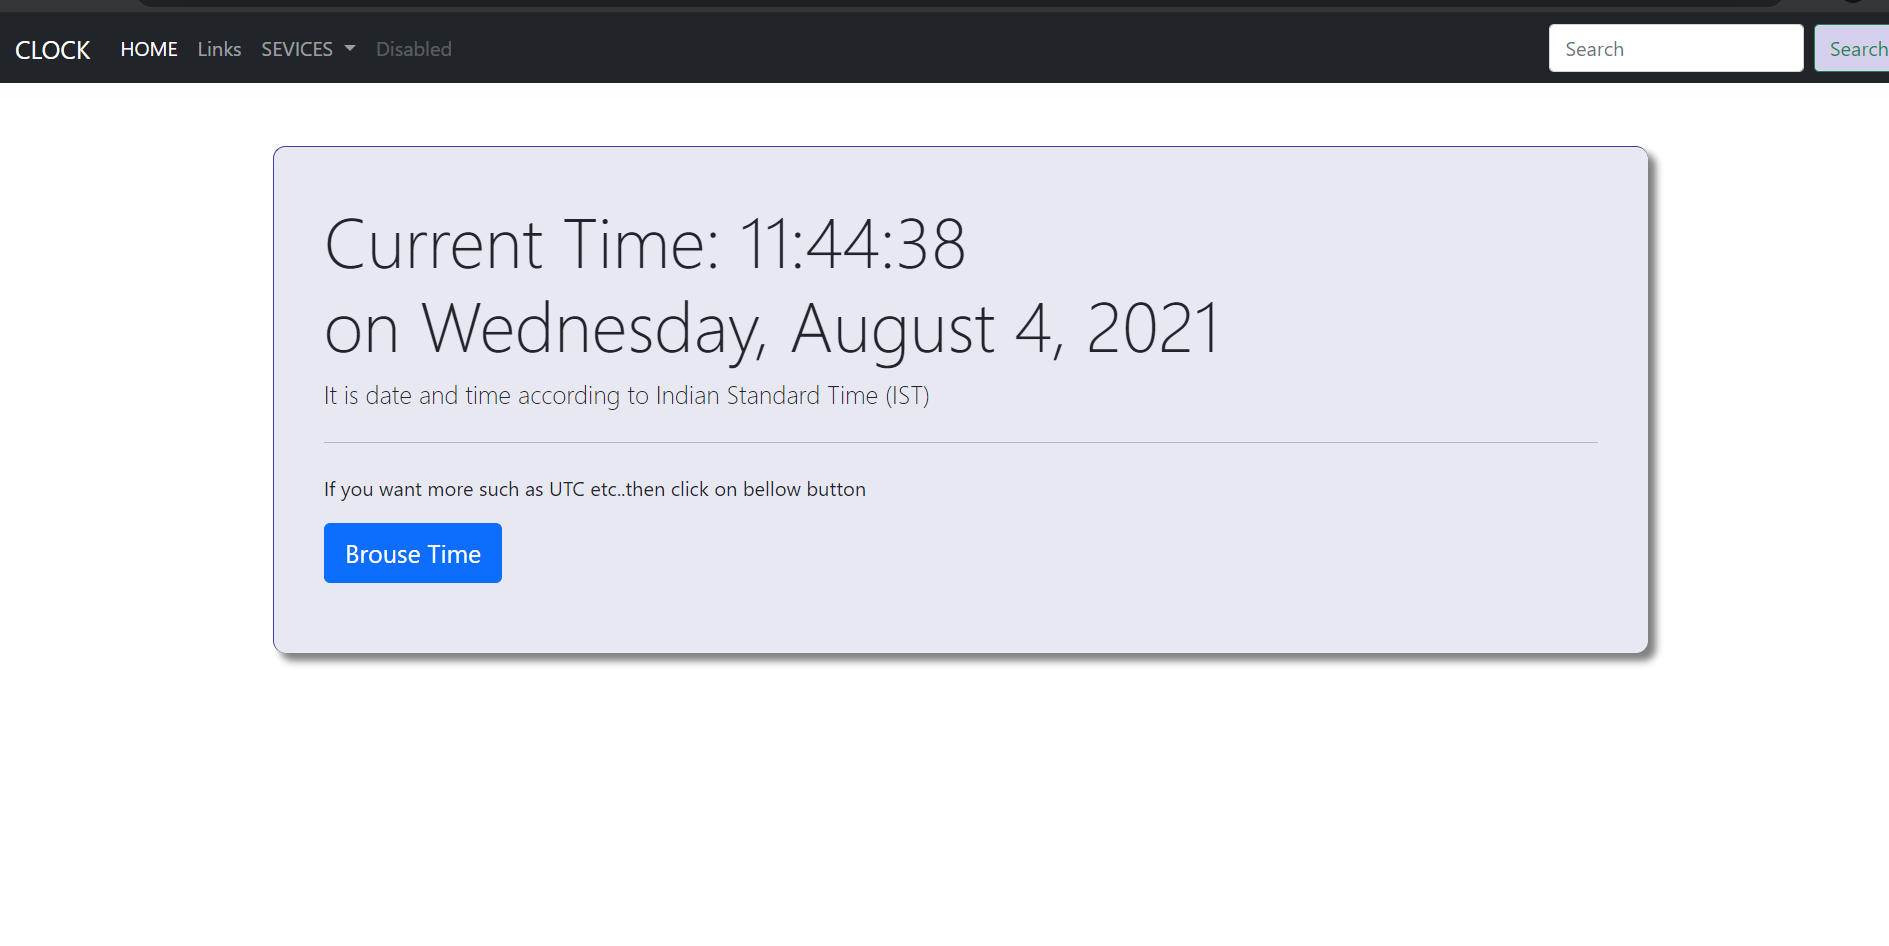 CLOCK HOME Links SEVICES Disabled Search Search
Current Time: 11:44:38
on Wednesday, August 4, 2021
It is date and time according to Indian Standard Time (IST)
If you want more such as UTC etc..then click on bellow button
Brouse Time